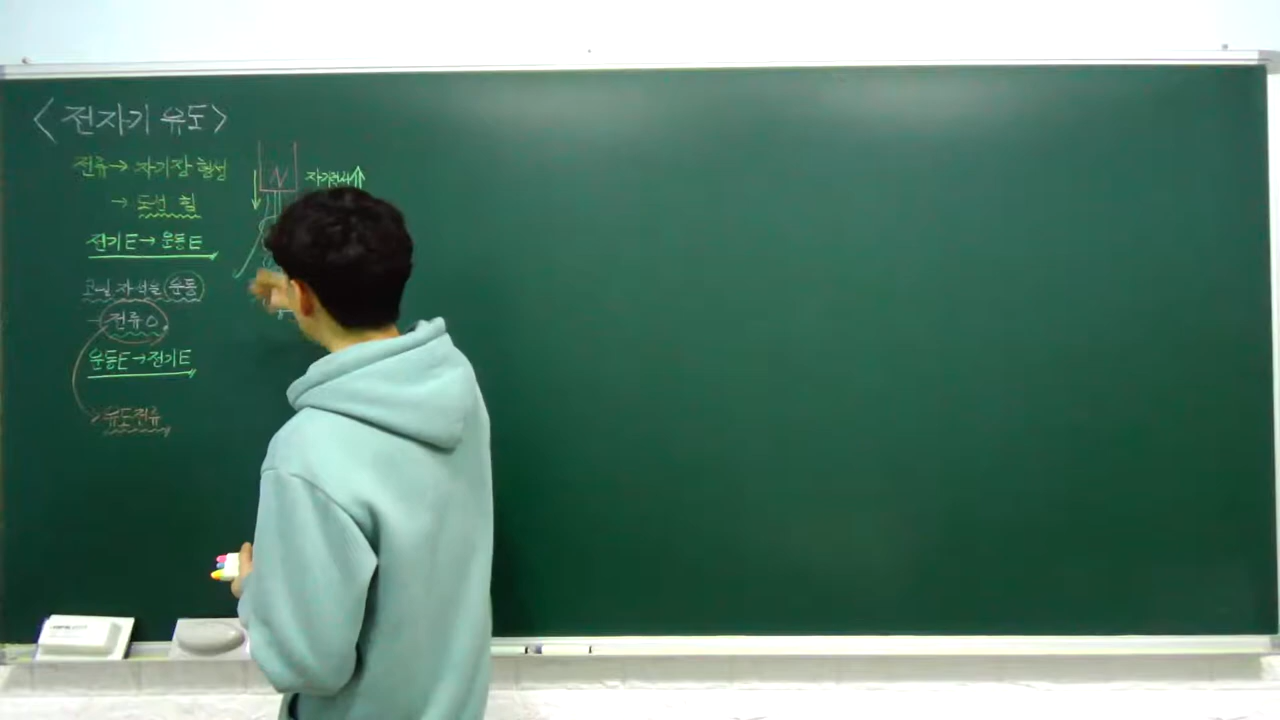 <전자기 유도>
전류→자기장 형성
→ 도선 힘
전기E→운동E
코일 자석을 운동
→ 전류 O.
운동E→전기E
유도전류
N
자기력선↑